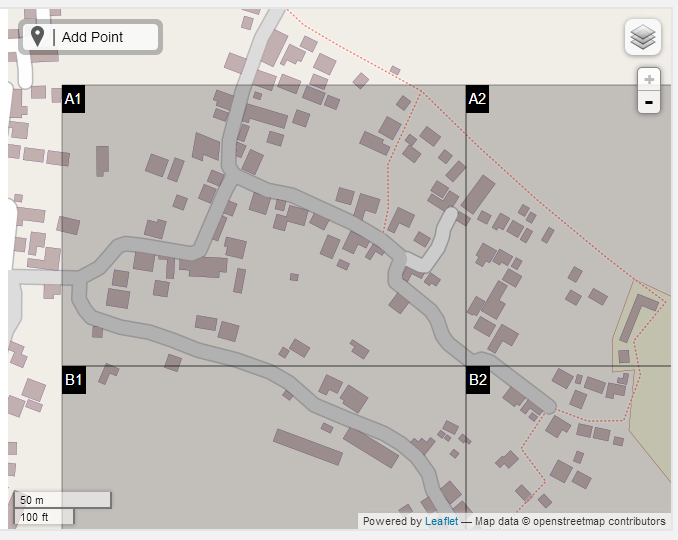 | Add Point
+
-
A1
A2
B1
B2
50 m
100 ft
Powered by Leaflet — Map data © openstreetmap contributors